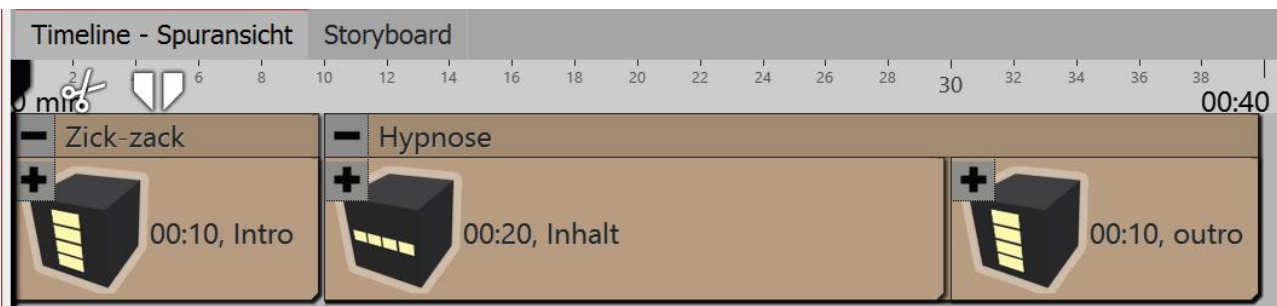 Timeline - Spuransicht Storyboard
2 6 8 10 12 14 16 18 20 22 24 26 28 30 32 34 36 38
0 min 00:40
Zick-zack Hypnose
00:10, Intro 00:20, Inhalt 00:10, outro